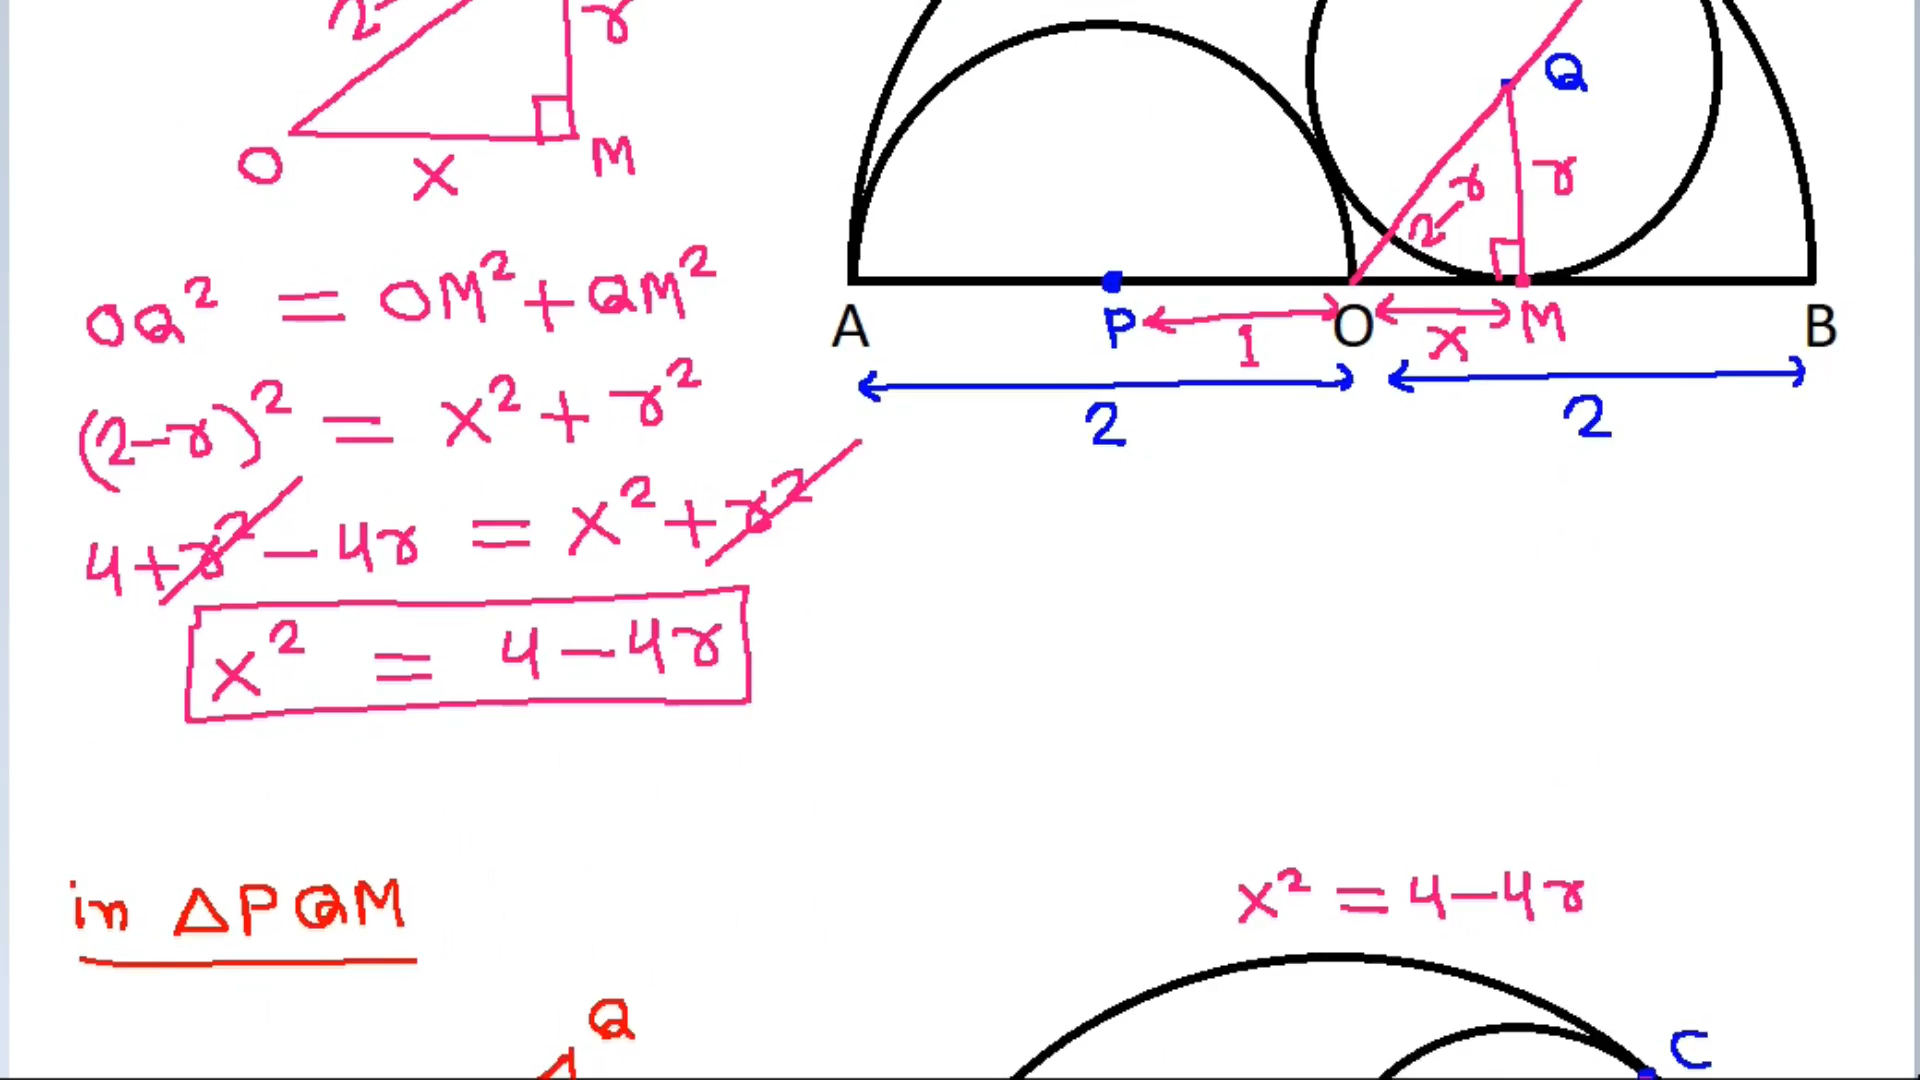 2-
r
O
x
M
OQ² = OM² + QM²
(2-r)² = x² + r²
4+r² - 4r = x² + r²
x² = 4-4r
Q
2-r
r
A
P
1
O
x
M
B
2
2
in △PQM
Q
x² = 4-4r
C